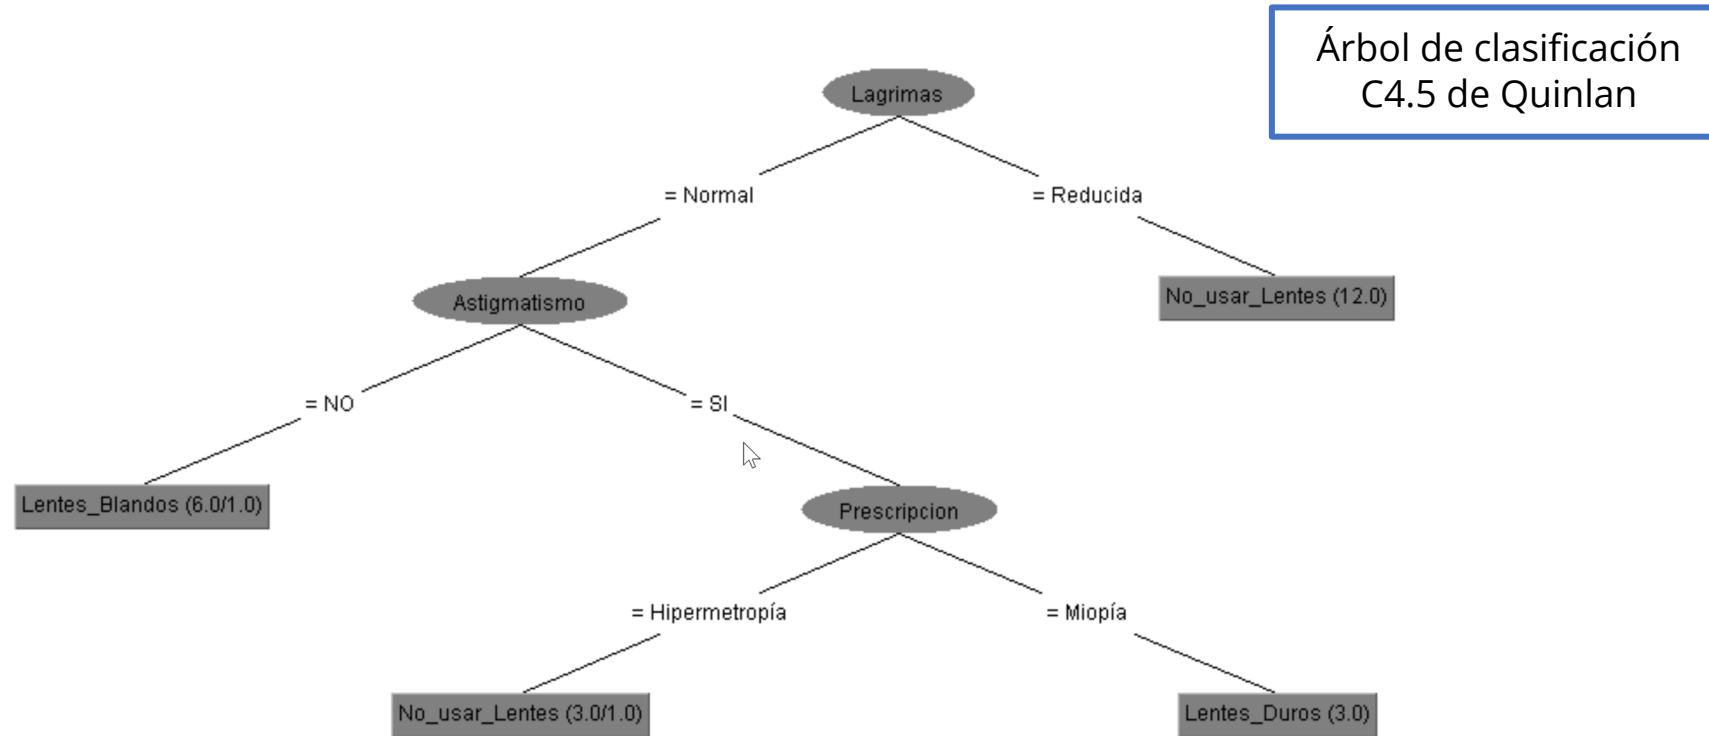 Árbol de clasificación
C4.5 de Quinlan
Lagrimas
= Normal
= Reducida
Astigmatismo
No_usar_Lentes (12.0)
= NO
= SI
Lentes_Blandos (6.0/1.0)
Prescripcion
= Hipermetropía
= Miopía
No_usar_Lentes (3.0/1.0)
Lentes_Duros (3.0)